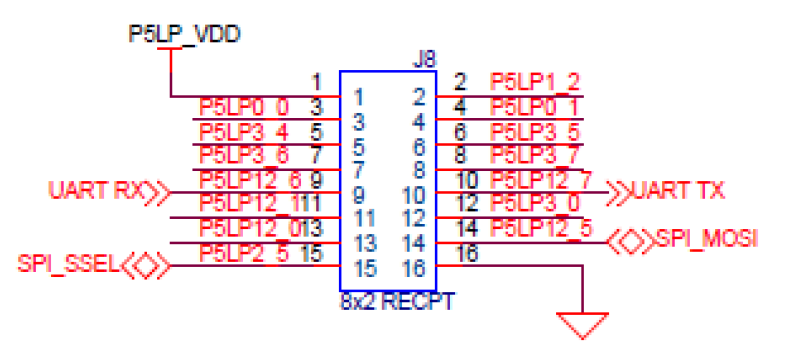 P5LP_VDD
J8
1 1 2 2 P5LP1_2
P5LP0_0 3 3 4 4 P5LP0_1
P5LP3_4 5 5 6 6 P5LP3_5
P5LP3_6 7 7 8 8 P5LP3_7
UART RX P5LP12_6 9 9 10 10 P5LP12_7 UART TX
P5LP12_1 11 11 12 12 P5LP3_0
P5LP12_0 13 13 14 14 P5LP12_5 SPI_MOSI
SPI_SSEL P5LP2_5 15 15 16 16
8x2 RECPT